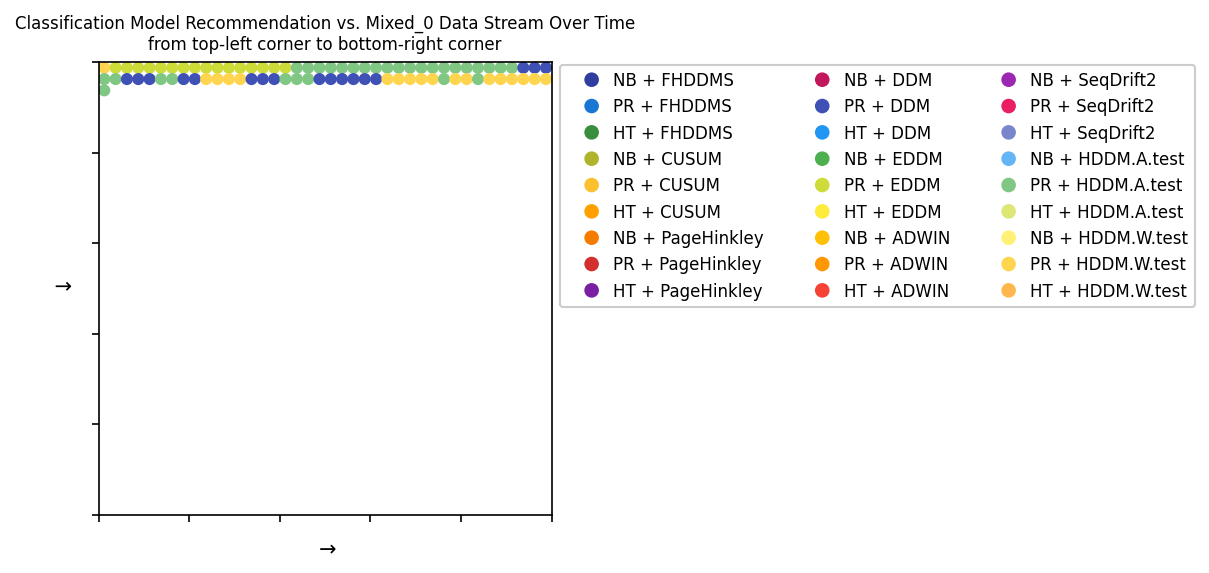 Classification Model Recommendation vs. Mixed_0 Data Stream Over Time
from top-left corner to bottom-right corner
NB + FHDDMS
PR + FHDDMS
HT + FHDDMS
NB + CUSUM
PR + CUSUM
HT + CUSUM
NB + PageHinkley
PR + PageHinkley
HT + PageHinkley
NB + DDM
PR + DDM
HT + DDM
NB + EDDM
PR + EDDM
HT + EDDM
NB + ADWIN
PR + ADWIN
HT + ADWIN
NB + SeqDrift2
PR + SeqDrift2
HT + SeqDrift2
NB + HDDM.A.test
PR + HDDM.A.test
HT + HDDM.A.test
NB + HDDM.W.test
PR + HDDM.W.test
HT + HDDM.W.test
→
→